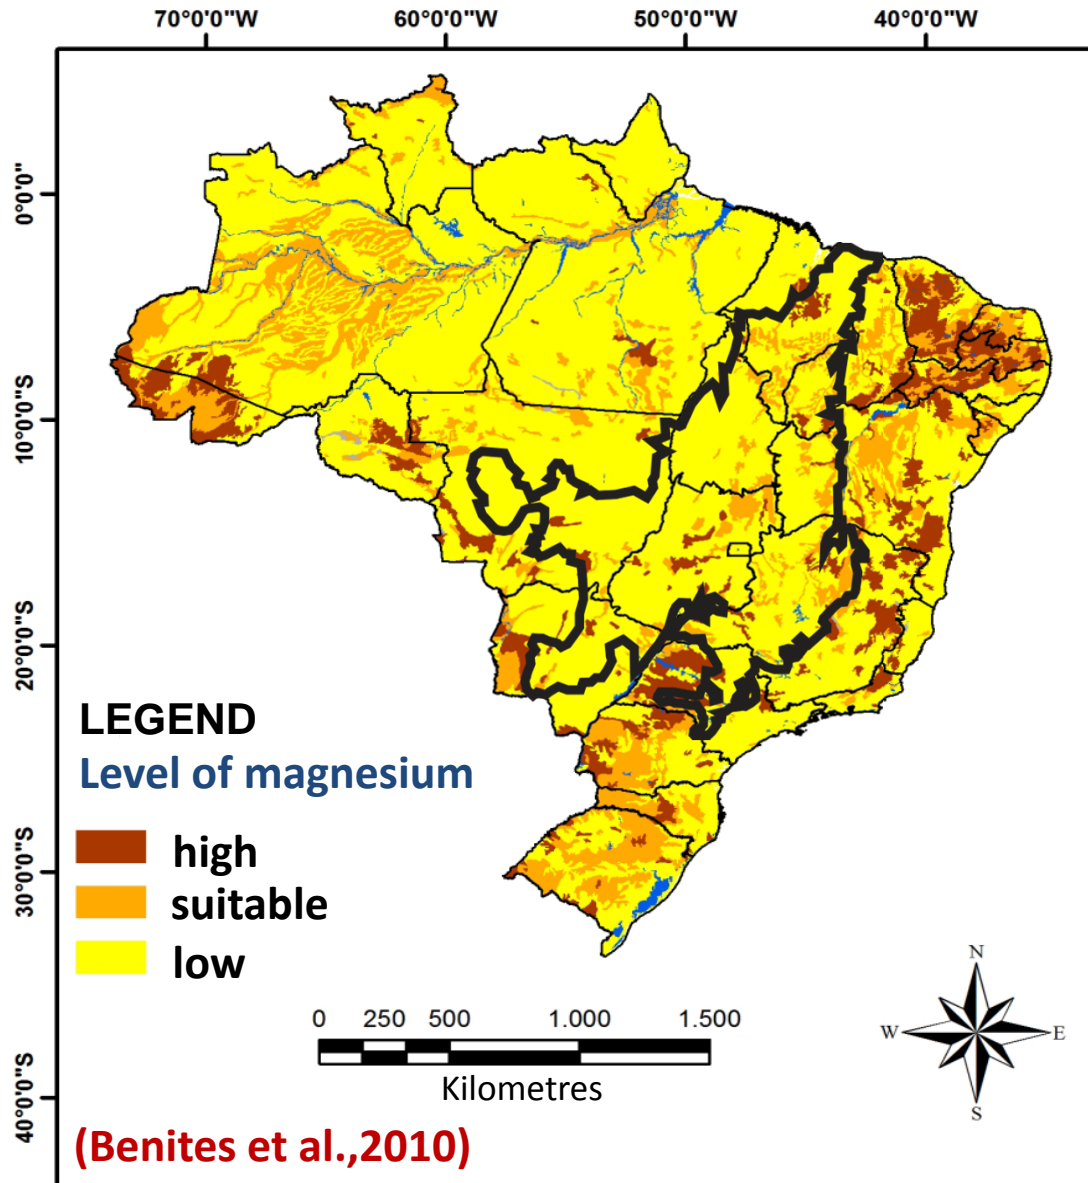 70°0'0"W 60°0'0"W 50°0'0"W 40°0'0"W
0°0'0"
10°0'0"S
20°0'0"S
30°0'0"S
40°0'0"S
LEGEND
Level of magnesium
high
suitable
low
0 250 500 1.000 1.500
Kilometres
N
W E
S
(Benites et al.,2010)